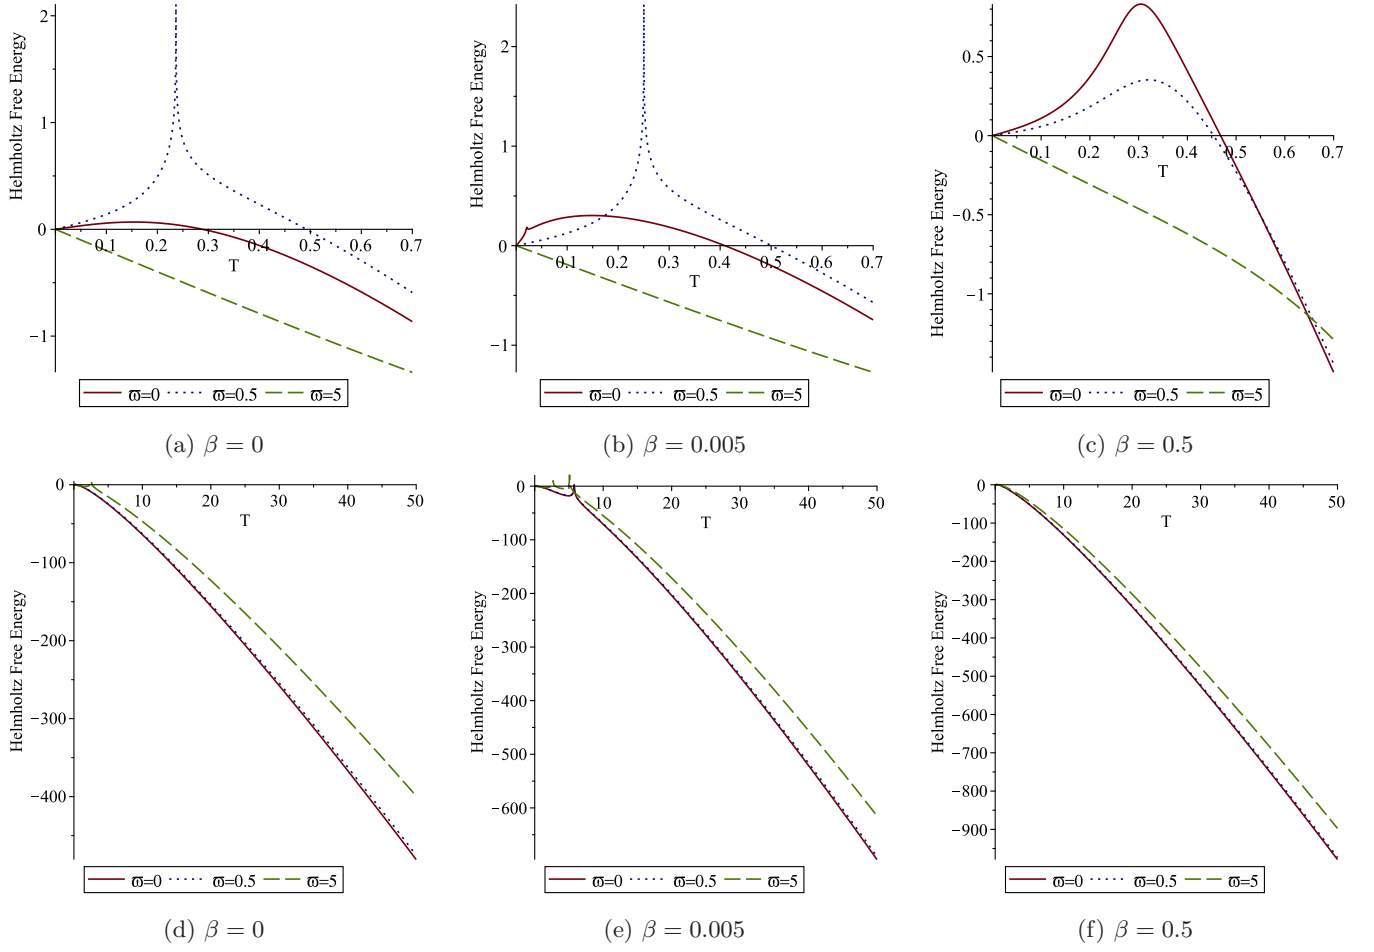 Helmholtz Free Energy
2
1
0
−1
0.1 0.2 0.3 0.4 0.5 0.6 0.7
T
ϖ=0 ϖ=0.5 ϖ=5
(a) β = 0
Helmholtz Free Energy
2
1
0
−1
0.1 0.2 0.3 0.4 0.5 0.6 0.7
T
ϖ=0 ϖ=0.5 ϖ=5
(b) β = 0.005
Helmholtz Free Energy
0.5
0
−0.5
−1
0.1 0.2 0.3 0.4 0.5 0.6 0.7
T
ϖ=0 ϖ=0.5 ϖ=5
(c) β = 0.5
Helmholtz Free Energy
0
−100
−200
−300
−400
10 20 30 40 50
T
ϖ=0 ϖ=0.5 ϖ=5
(d) β = 0
Helmholtz Free Energy
0
−100
−200
−300
−400
−500
−600
10 20 30 40 50
T
ϖ=0 ϖ=0.5 ϖ=5
(e) β = 0.005
Helmholtz Free Energy
0
−100
−200
−300
−400
−500
−600
−700
−800
−900
10 20 30 40 50
T
ϖ=0 ϖ=0.5 ϖ=5
(f) β = 0.5